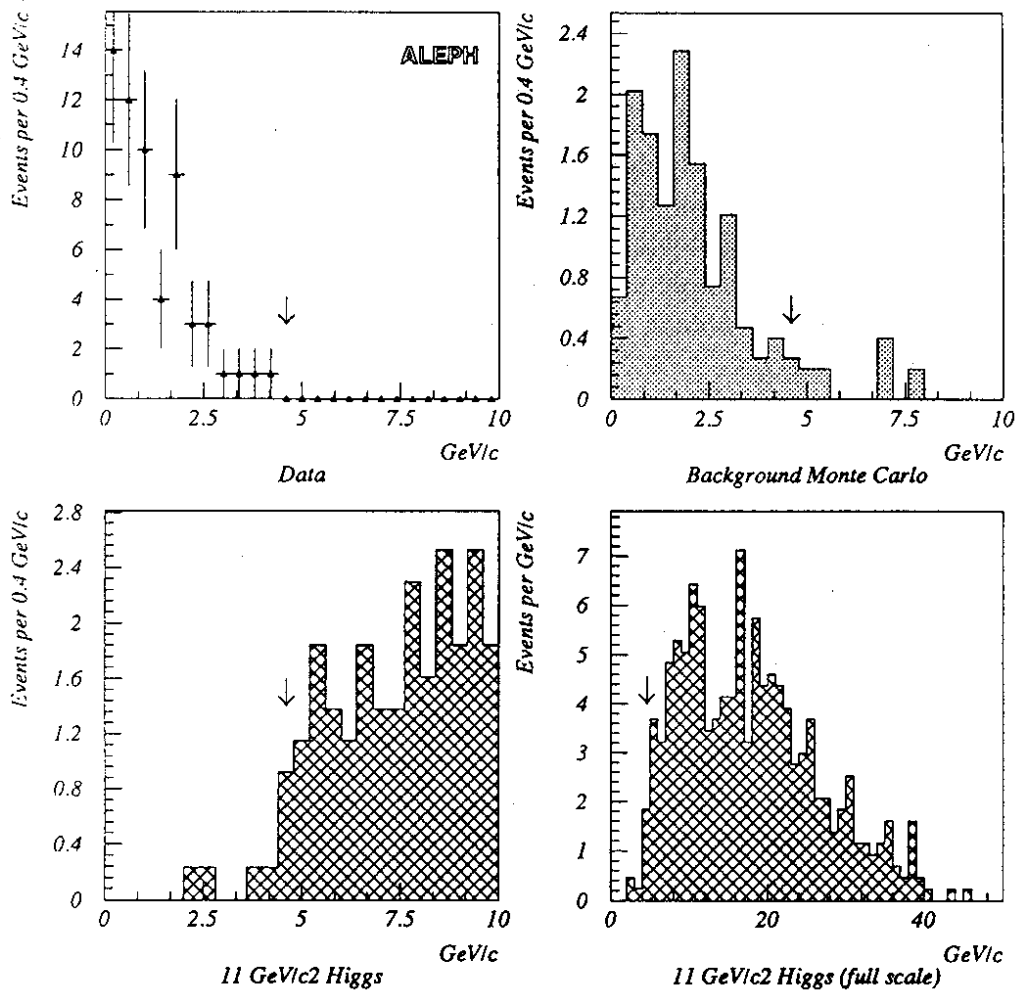 Events per 0.4 GeV/c
14
12
10
8
6
4
2
0
ALEPH
0 2.5 5 7.5 10
GeV/c
Data
Events per 0.4 GeV/c
2.4
2
1.6
1.2
0.8
0.4
0
0 2.5 5 7.5 10
GeV/c
Background Monte Carlo
Events per 0.4 GeV/c
2.8
2.4
2
1.6
1.2
0.8
0.4
0
0 2.5 5 7.5 10
GeV/c
11 GeV/c2 Higgs
Events per GeV/c
7
6
5
4
3
2
1
0
0 20 40
GeV/c
11 GeV/c2 Higgs (full scale)